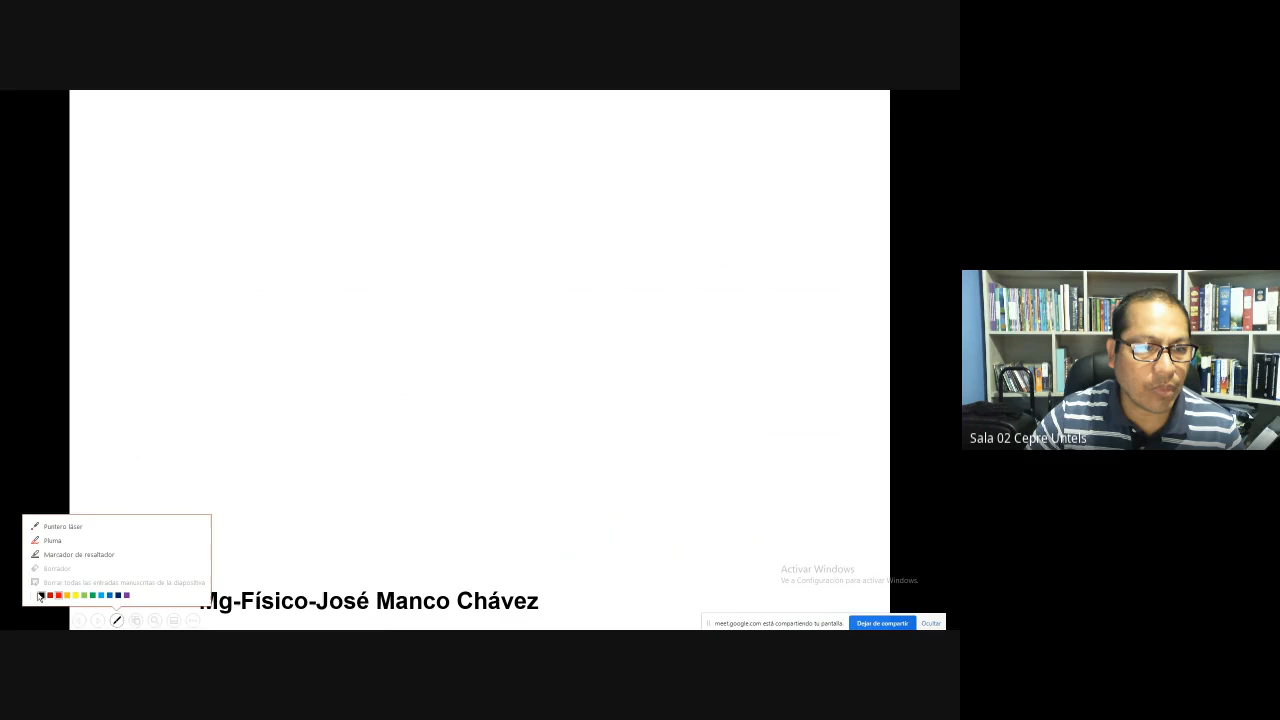 Puntero láser
Pluma
Marcador de resaltador
Borrador
Borrar todas las entradas manuscritas de la diapositiva
Mg-Físico-José Manco Chávez
Activar Windows
Ve a Configuración para activar Windows.
meet.google.com está compartiendo tu pantalla.
Dejar de compartir
Ocultar
Sala 02 Cepre Untels